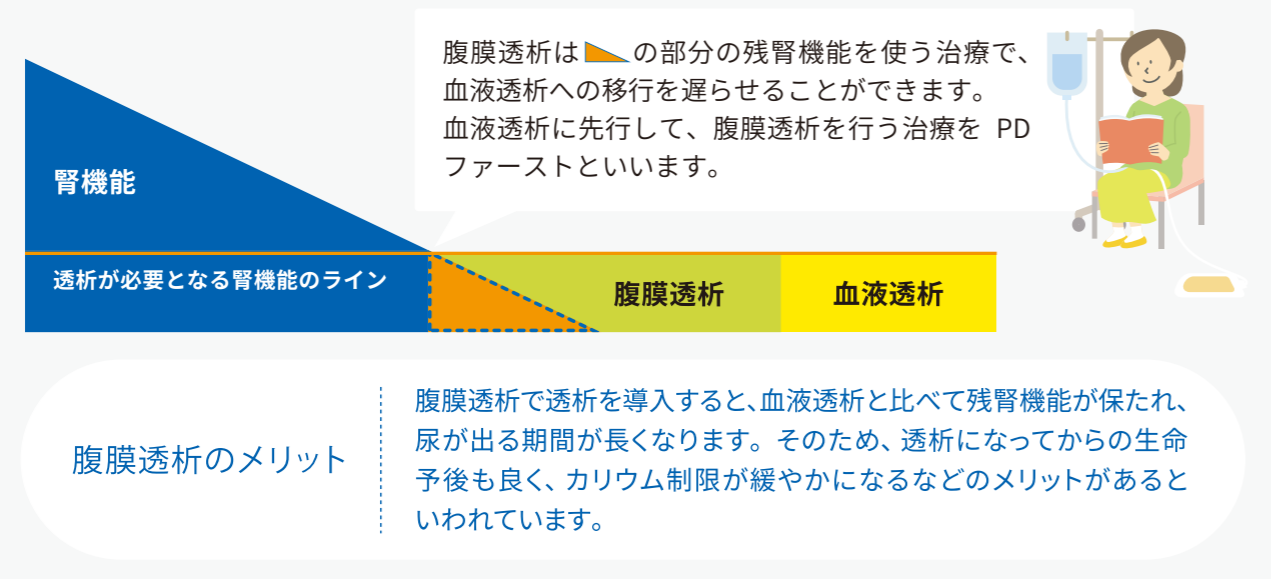 腹膜透析は の部分の残腎機能を使う治療で、
血液透析への移行を遅らせることができます。
血液透析に先行して、腹膜透析を行う治療を PD
ファーストといいます。
腎機能
透析が必要となる腎機能のライン
腹膜透析
血液透析
腹膜透析のメリット
腹膜透析で透析を導入すると、血液透析と比べて残腎機能が保たれ、
尿が出る期間が長くなります。そのため、透析になってからの生命
予後も良く、カリウム制限が緩やかになるなどのメリットがあると
いわれています。